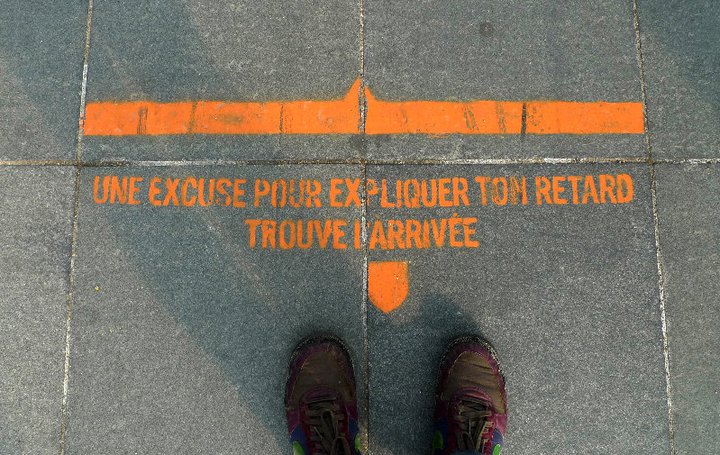 UNE EXCUSE POUR EXPLIQUER TON RETARD
TROUVE L'ARRIVÉE